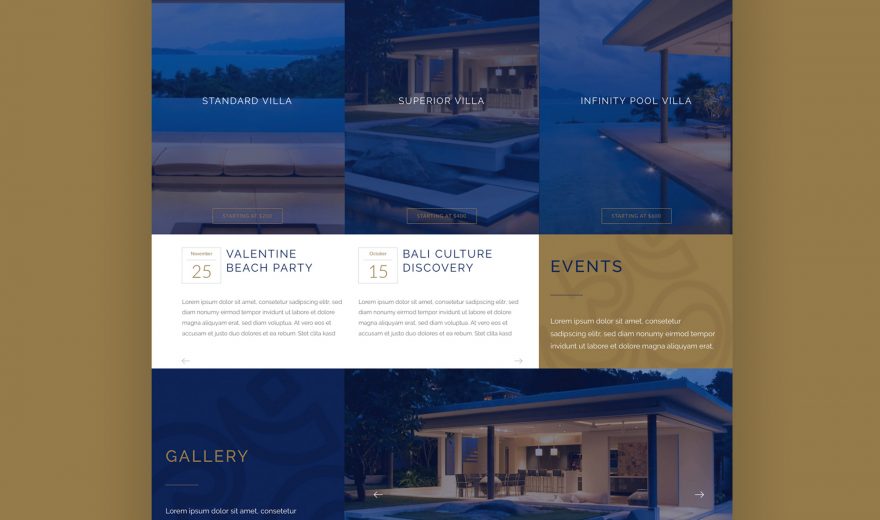 STANDARD VILLA
SUPERIOR VILLA
INFINITY POOL VILLA
STARTING AT $200
STARTING AT $400
STARTING AT $600
November
25
VALENTINE
BEACH PARTY
Lorem ipsum dolor sit amet, consetetur sadipscing elitr, sed
diam nonumy eirmod tempor invidunt ut labore et dolore
magna aliquyam erat, sed diam voluptua. At vero eos et
accusam et justo duo dolores et ea rebum. Stet clita kasd
October
15
BALI CULTURE
DISCOVERY
Lorem ipsum dolor sit amet, consetetur sadipscing elitr, sed
diam nonumy eirmod tempor invidunt ut labore et dolore
magna aliquyam erat, sed diam voluptua. At vero eos et
accusam et justo duo dolores et ea rebum. Stet clita kasd
EVENTS
Lorem ipsum dolor sit amet, consetetur
sadipscing elitr, sed diam nonumy eirmod tempor
invidunt ut labore et dolore magna aliquyam erat.
GALLERY
Lorem ipsum dolor sit amet, consetetur